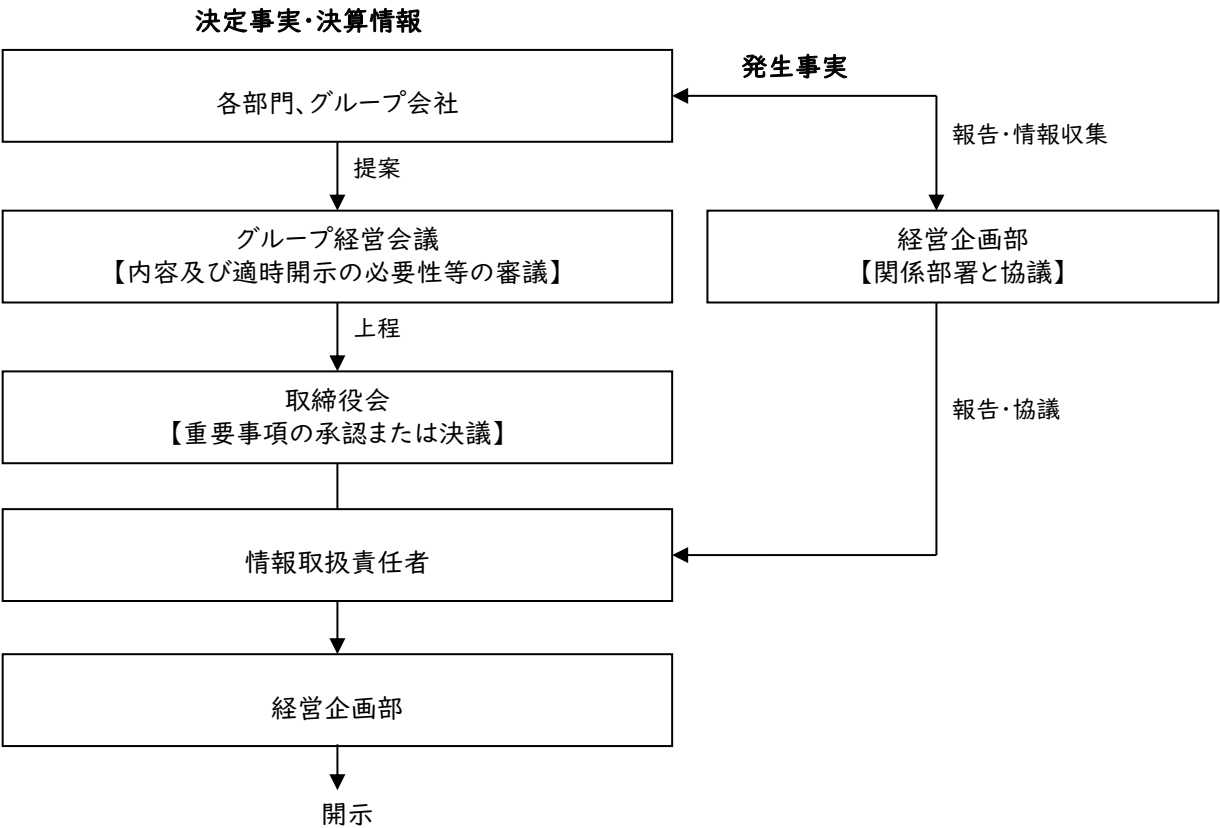 決定事実・決算情報
発生事実
各部門、グループ会社
報告・情報収集
提案
グループ経営会議
【内容及び適時開示の必要性等の審議】
経営企画部
【関係部署と協議】
上程
取締役会
【重要事項の承認または決議】
報告・協議
情報取扱責任者
経営企画部
開示